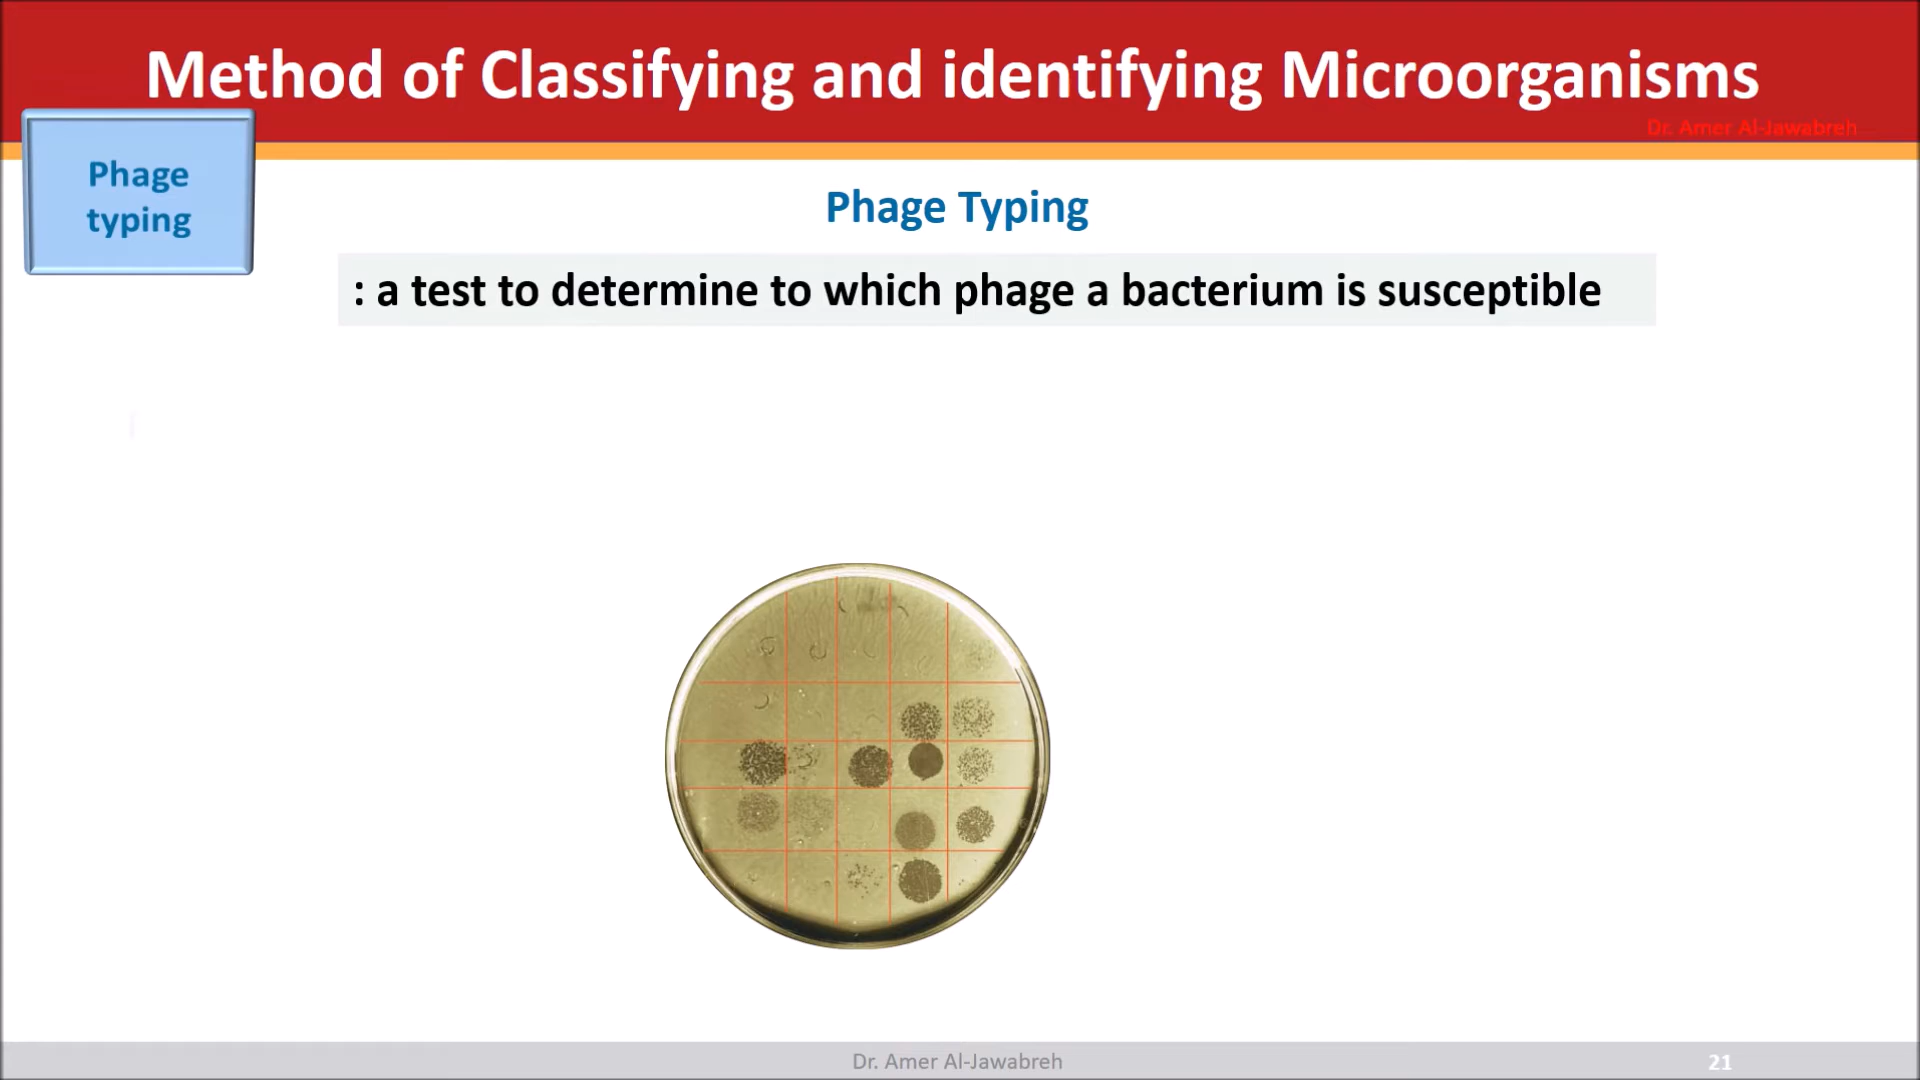 Method of Classifying and identifying Microorganisms
Dr. Amer Al-Jawabreh
Phage
typing
Phage Typing
: a test to determine to which phage a bacterium is susceptible
Dr. Amer Al-Jawabreh
21